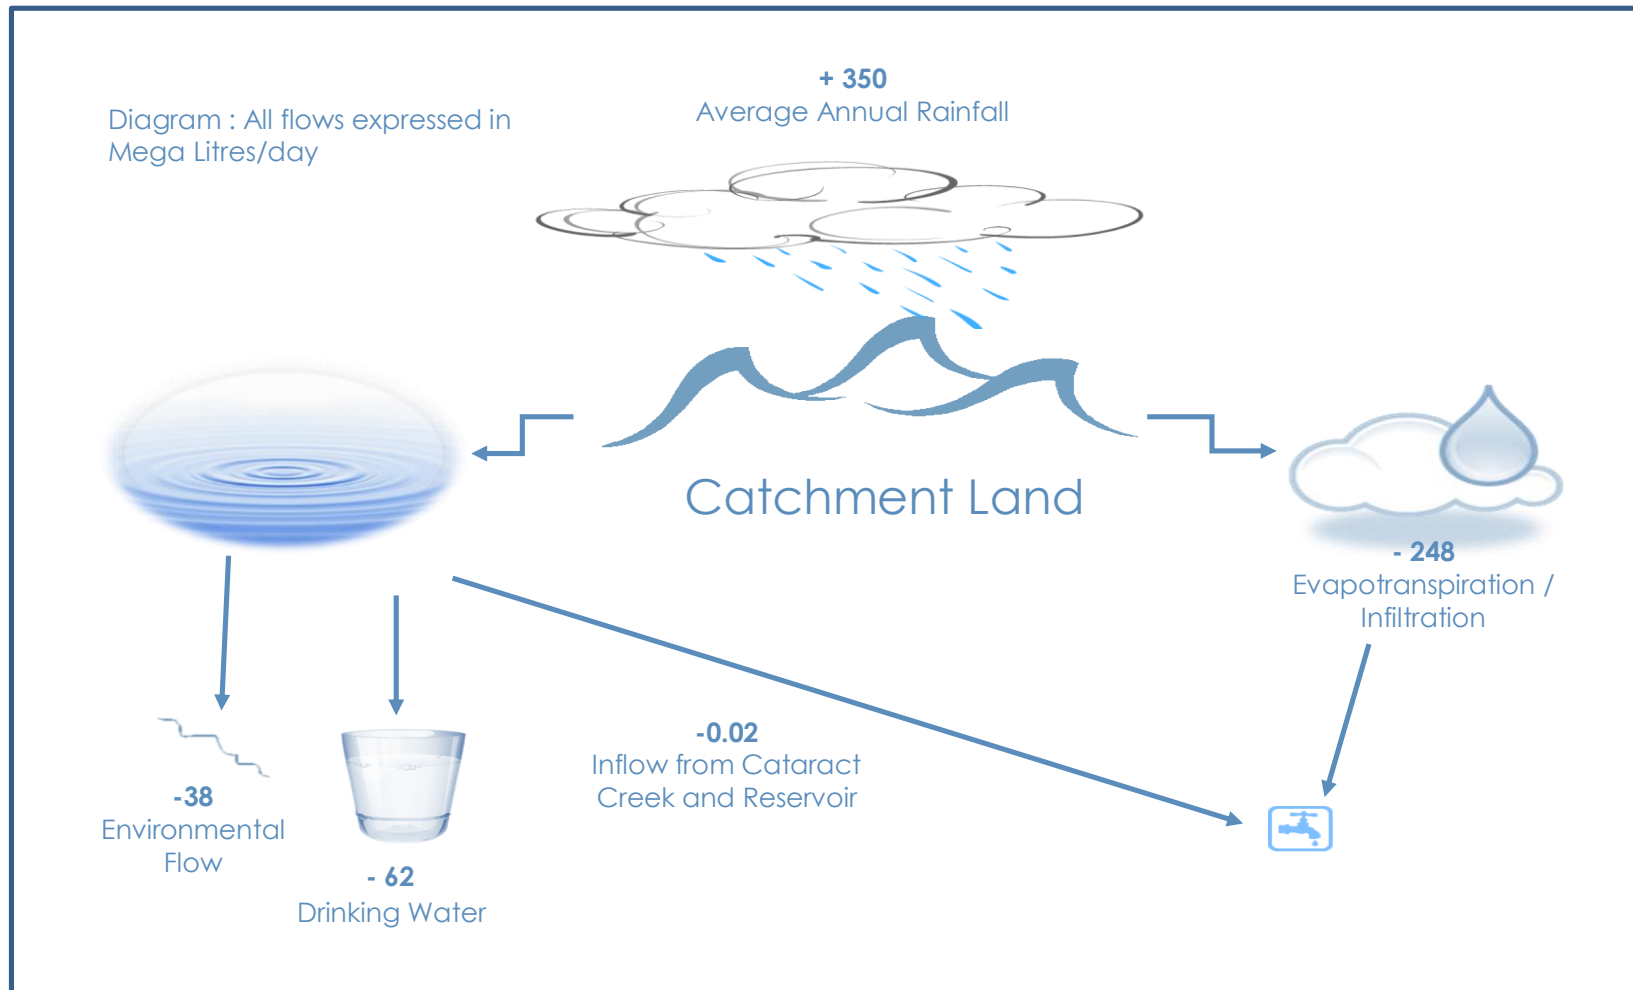 + 350
Average Annual Rainfall
Diagram : All flows expressed in
Mega Litres/day
Catchment Land
- 248
Evapotranspiration /
Infiltration
-0.02
Inflow from Cataract
Creek and Reservoir
-38
Environmental
Flow
- 62
Drinking Water